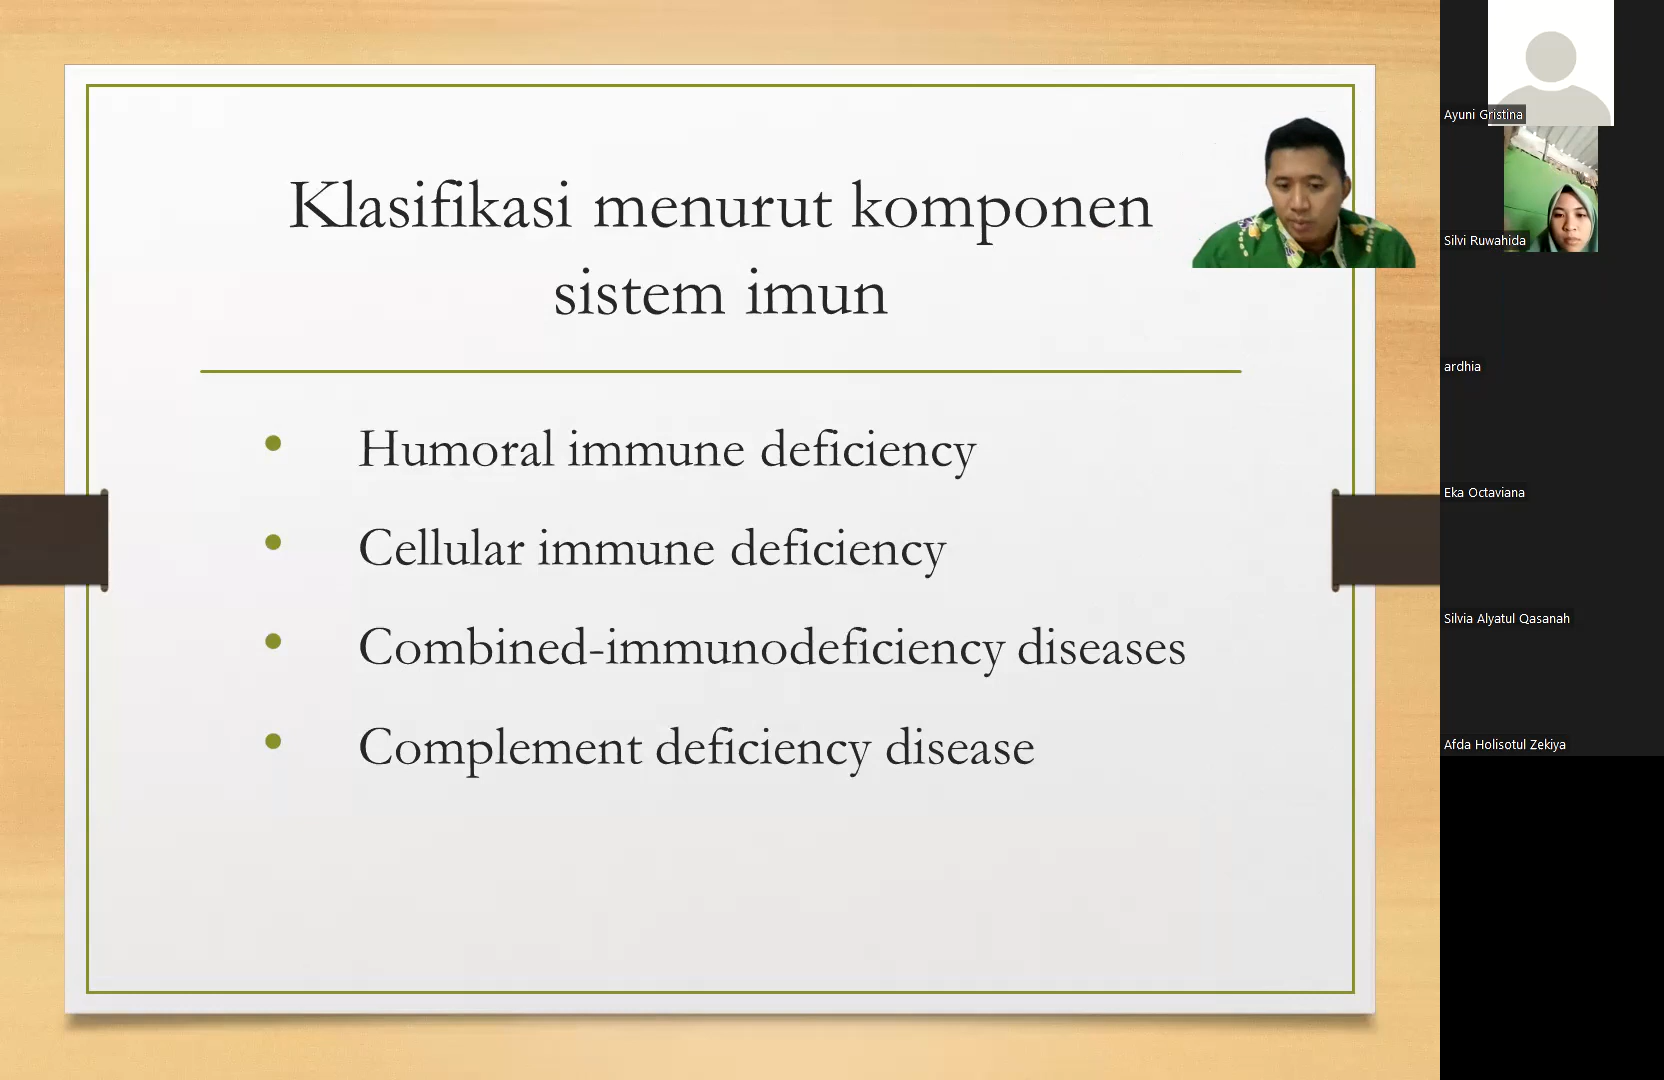 Klasifikasi menurut komponen
sistem imun
Humoral immune deficiency
Cellular immune deficiency
Combined-immunodeficiency diseases
Complement deficiency disease
Ayuni Gristina
Silvi Ruwahida
ardhia
Eka Octaviana
Silvia Alyatul Qasanah
Afda Holisotul Zekiya